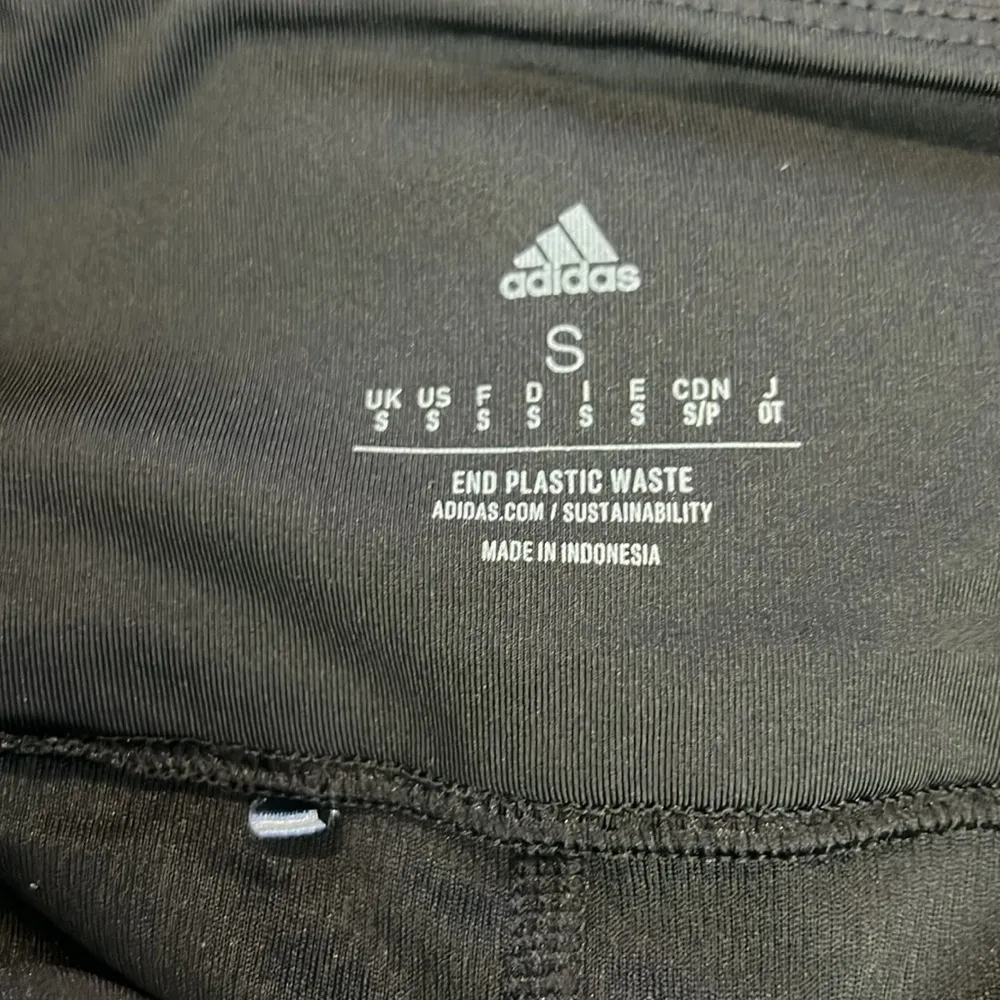 adidas
S
UK US F D I E CDN J
S S S S S S S/P OT
END PLASTIC WASTE
ADIDAS.COM / SUSTAINABILITY
MADE IN INDONESIA